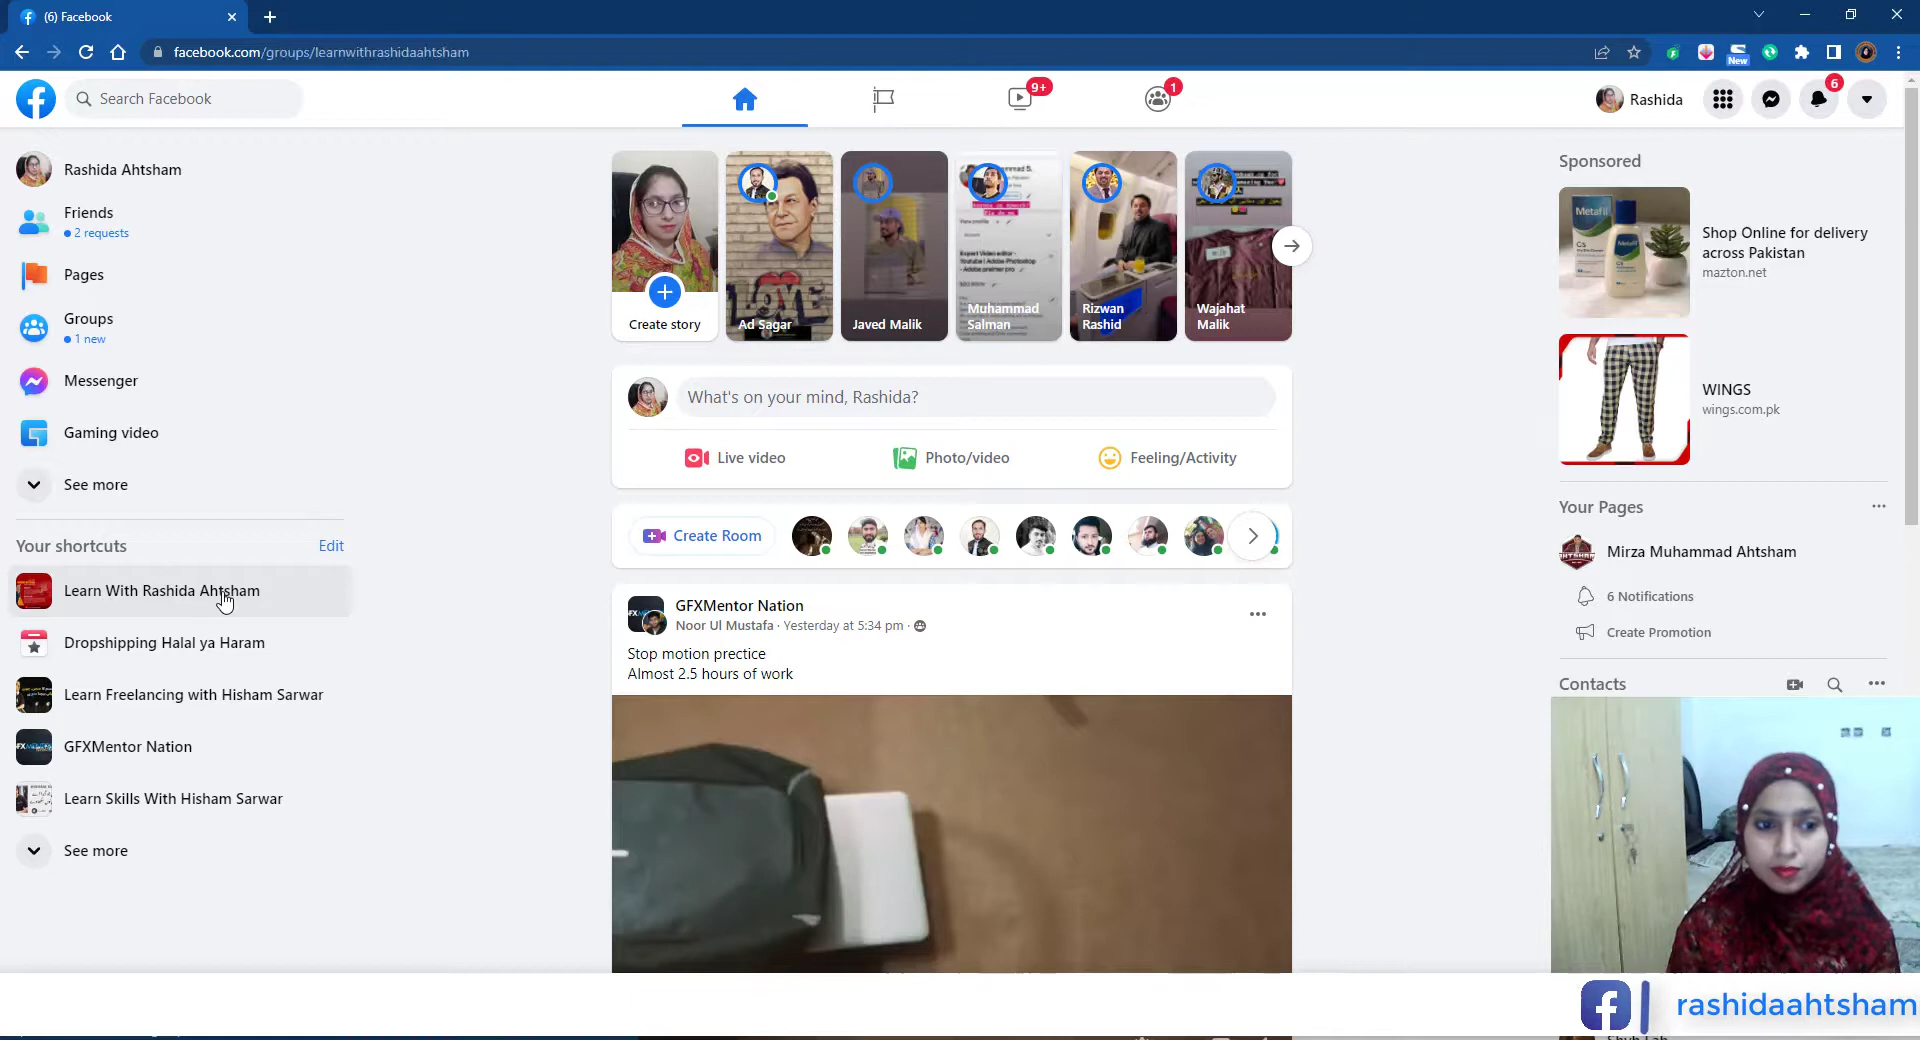 (6) Facebook
facebook.com/groups/learnwithrashidaahtsham
New
Search Facebook
9+
1
Rashida
6
Rashida Ahtsham
Friends
2 requests
Pages
Groups
1 new
Messenger
Gaming video
See more
Your shortcuts
Edit
Learn With Rashida Ahtsham
Dropshipping Halal ya Haram
Learn Freelancing with Hisham Sarwar
GFXMentor Nation
Learn Skills With Hisham Sarwar
See more
Create story
Ad Sagar
Javed Malik
Muhammad
Salman
Rizwan
Rashid
Wajahat
Malik
What's on your mind, Rashida?
Live video
Photo/video
Feeling/Activity
Create Room
GFXMentor Nation
Noor Ul Mustafa · Yesterday at 5:34 pm ·
Stop motion prectice
Almost 2.5 hours of work
Sponsored
Metafil
Shop Online for delivery
across Pakistan
mazton.net
WINGS
wings.com.pk
Your Pages
Mirza Muhammad Ahtsham
6 Notifications
Create Promotion
Contacts
rashidaahtsham